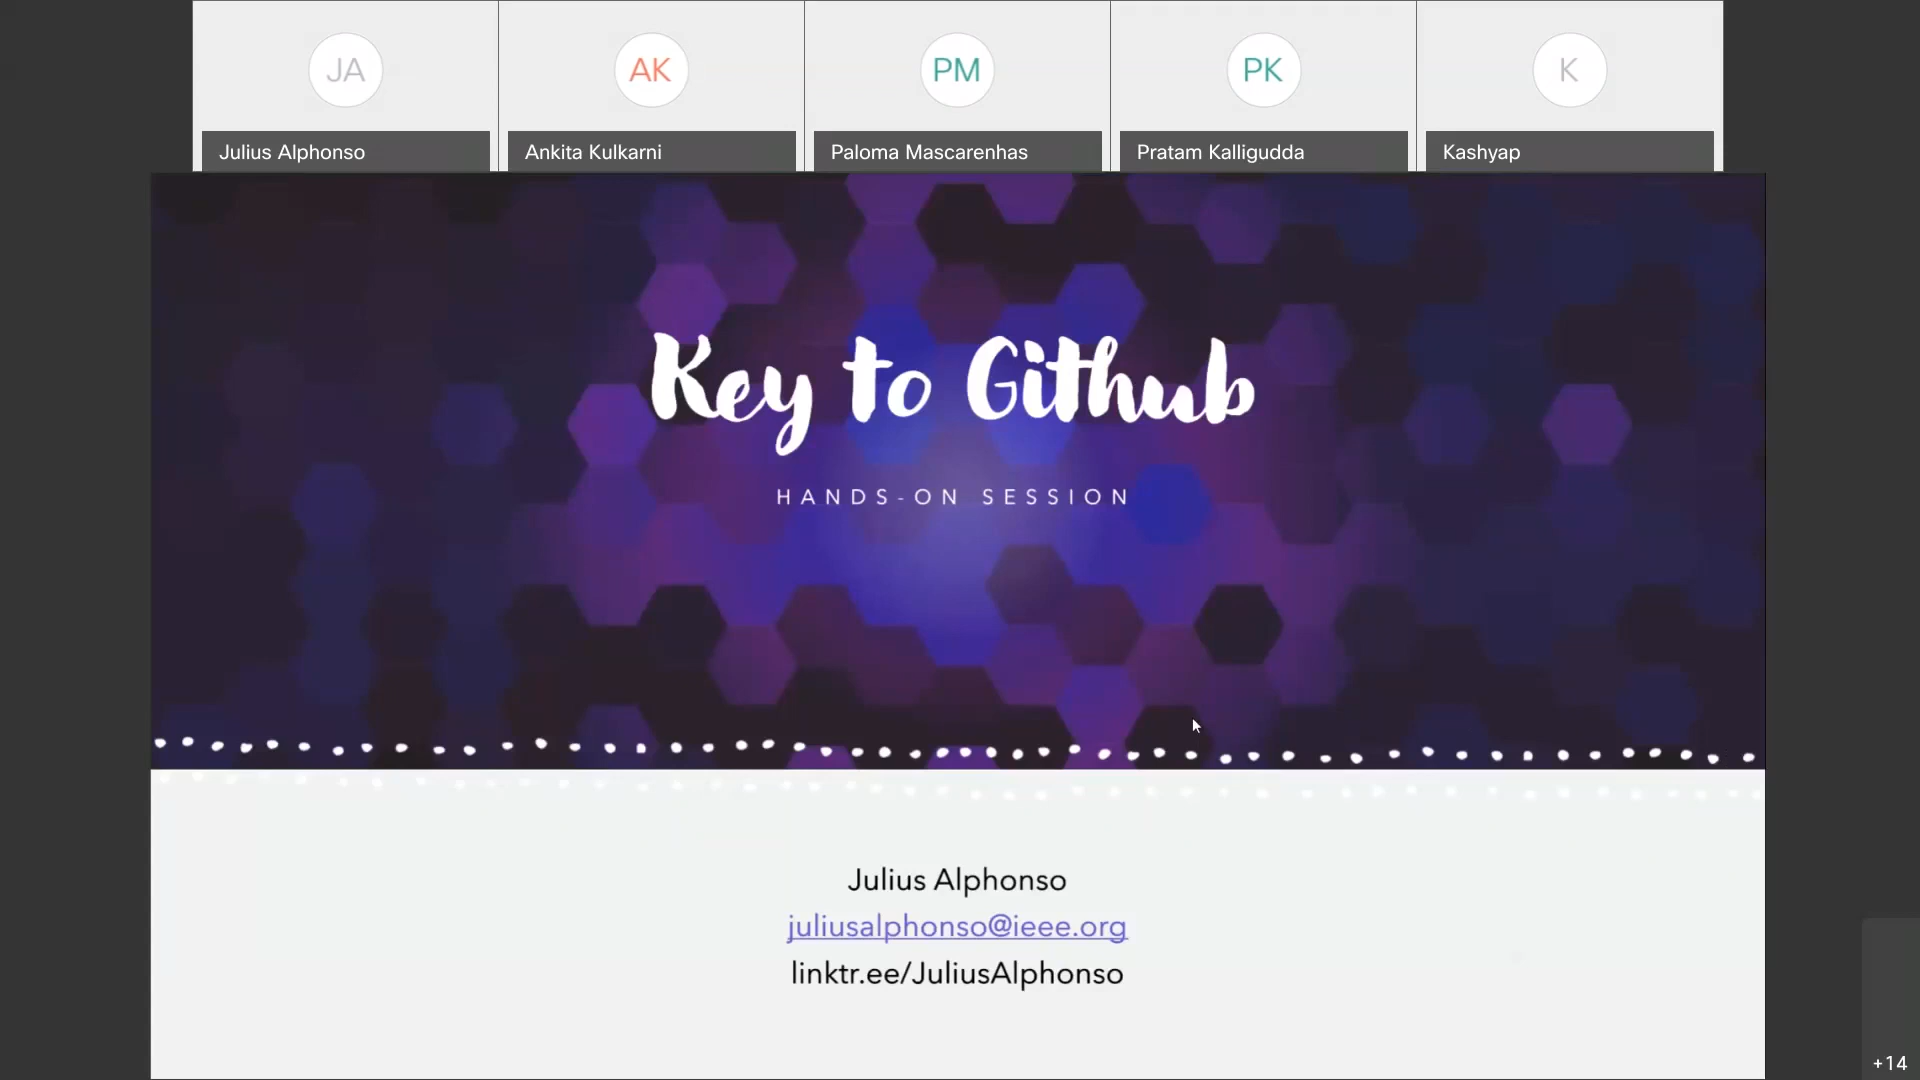 JA AK PM PK K
Julius Alphonso Ankita Kulkarni Paloma Mascarenhas Pratam Kalligudda Kashyap
Key to Github
HANDS-ON SESSION
Julius Alphonso
juliusalphonso@ieee.org
linktr.ee/JuliusAlphonso
+14